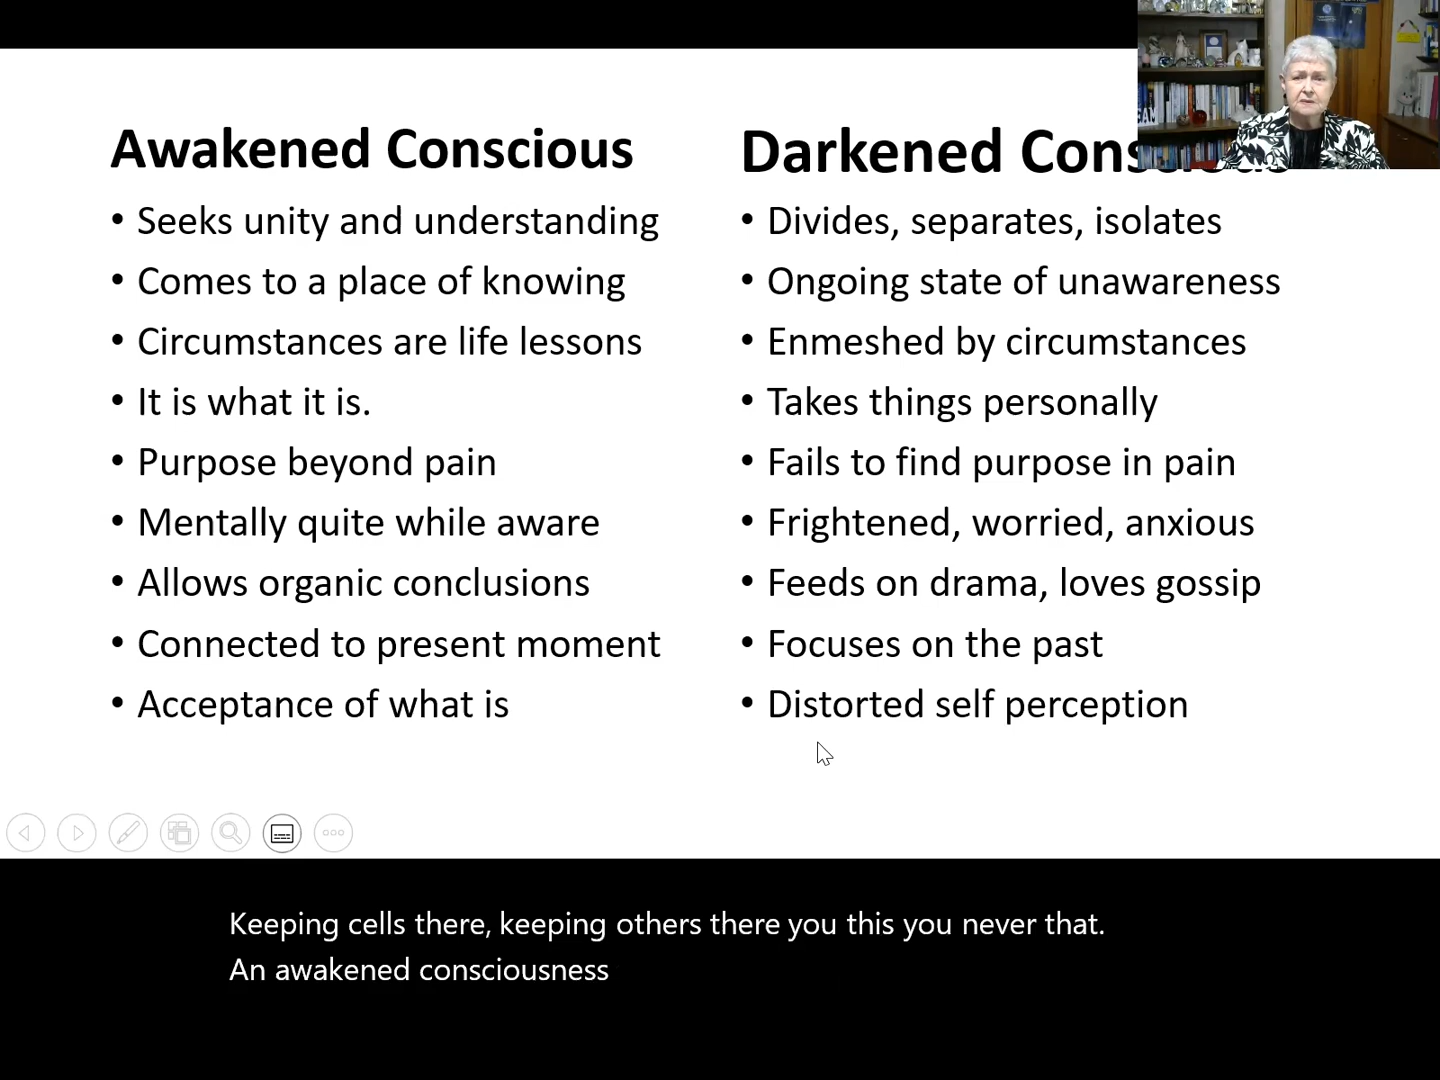 Awakened Conscious
• Seeks unity and understanding
• Comes to a place of knowing
• Circumstances are life lessons
• It is what it is.
• Purpose beyond pain
• Mentally quite while aware
• Allows organic conclusions
• Connected to present moment
• Acceptance of what is
Darkened
• Divides, separates, isolates
• Ongoing state of unawareness
• Enmeshed by circumstances
• Takes things personally
• Fails to find purpose in pain
• Frightened, worried, anxious
• Feeds on drama, loves gossip
• Focuses on the past
• Distorted self perception
Keeping cells there, keeping others there you this you never that.
An awakened consciousness